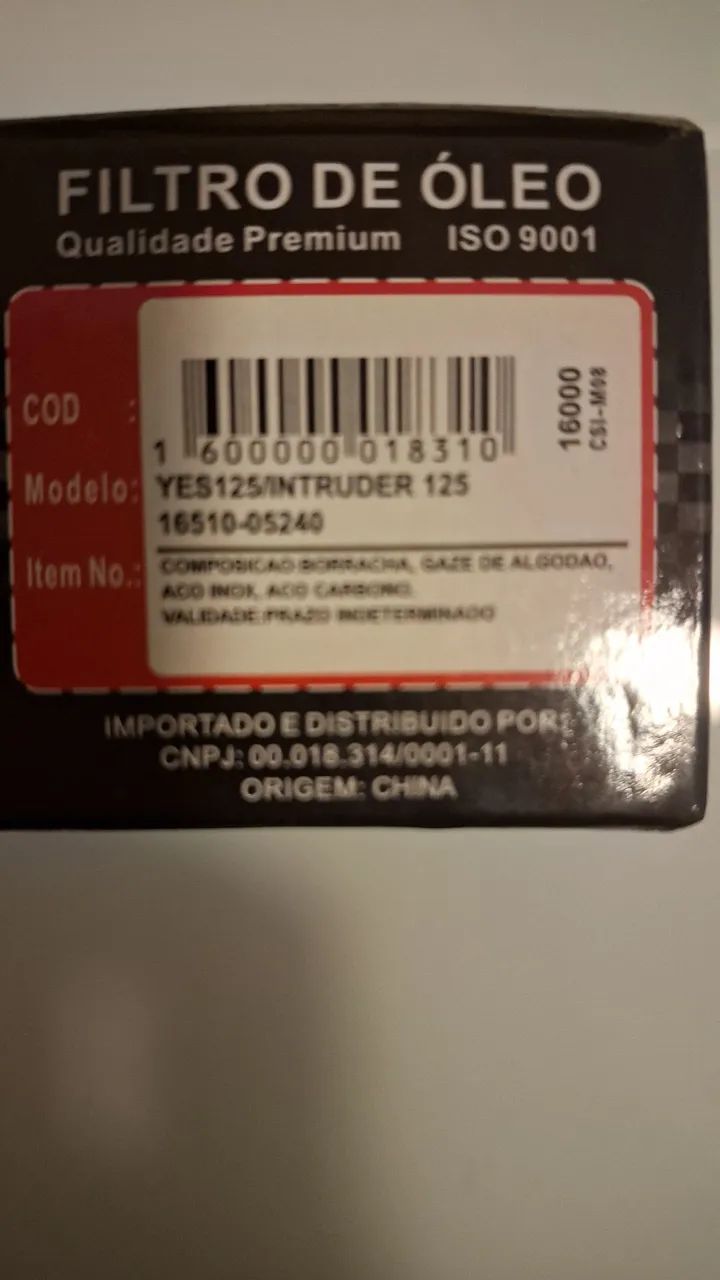 FILTRO DE ÓLEO
Qualidade Premium ISO 9001
COD :
1 600000 018310
16000
CSI-M98
Modelo: YES125/INTRUDER 125
16510-05240
Item No.:
COMPOSICAO BORRACHA, GAZE DE ALGODAO,
ACO INOX, ACO CARBONO.
VALIDADE:PRAZO INDETERMINADO
IMPORTADO E DISTRIBUIDO POR:
CNPJ: 00.018.314/0001-11
ORIGEM: CHINA